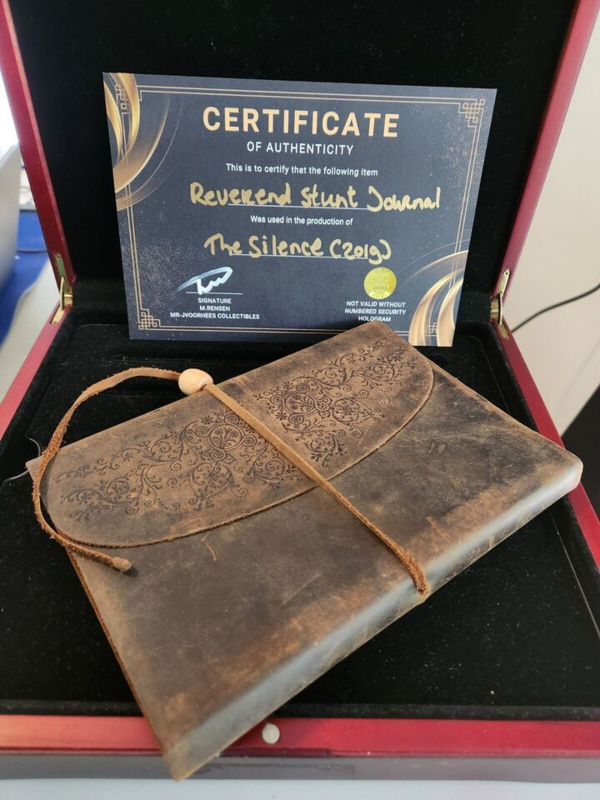 CERTIFICATE
OF AUTHENTICITY
This is to certify that the following item
Reverend Stunt Journal
Was used in the production of
The Silence (2019)
SIGNATURE
M.RENSEN
MR-JVOORHEES COLLECTIBLES
NOT VALID WITHOUT
NUMBERED SECURITY
HOLOGRAM